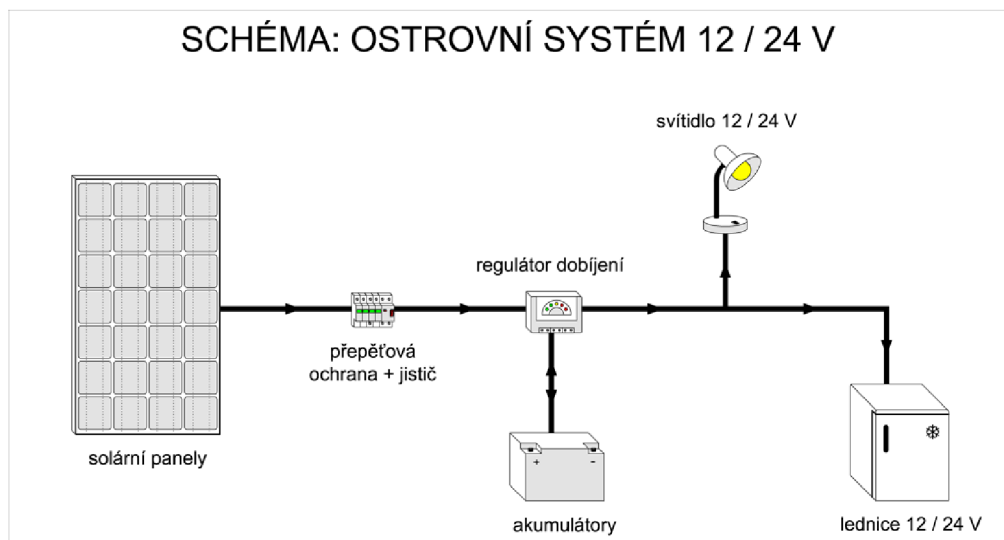 SCHÉMA: OSTROVNÍ SYSTÉM 12 / 24 V
svítidlo 12 / 24 V
regulátor dobíjení
přepěťová
ochrana + jistič
solární panely
+ -
akumulátory
lednice 12 / 24 V